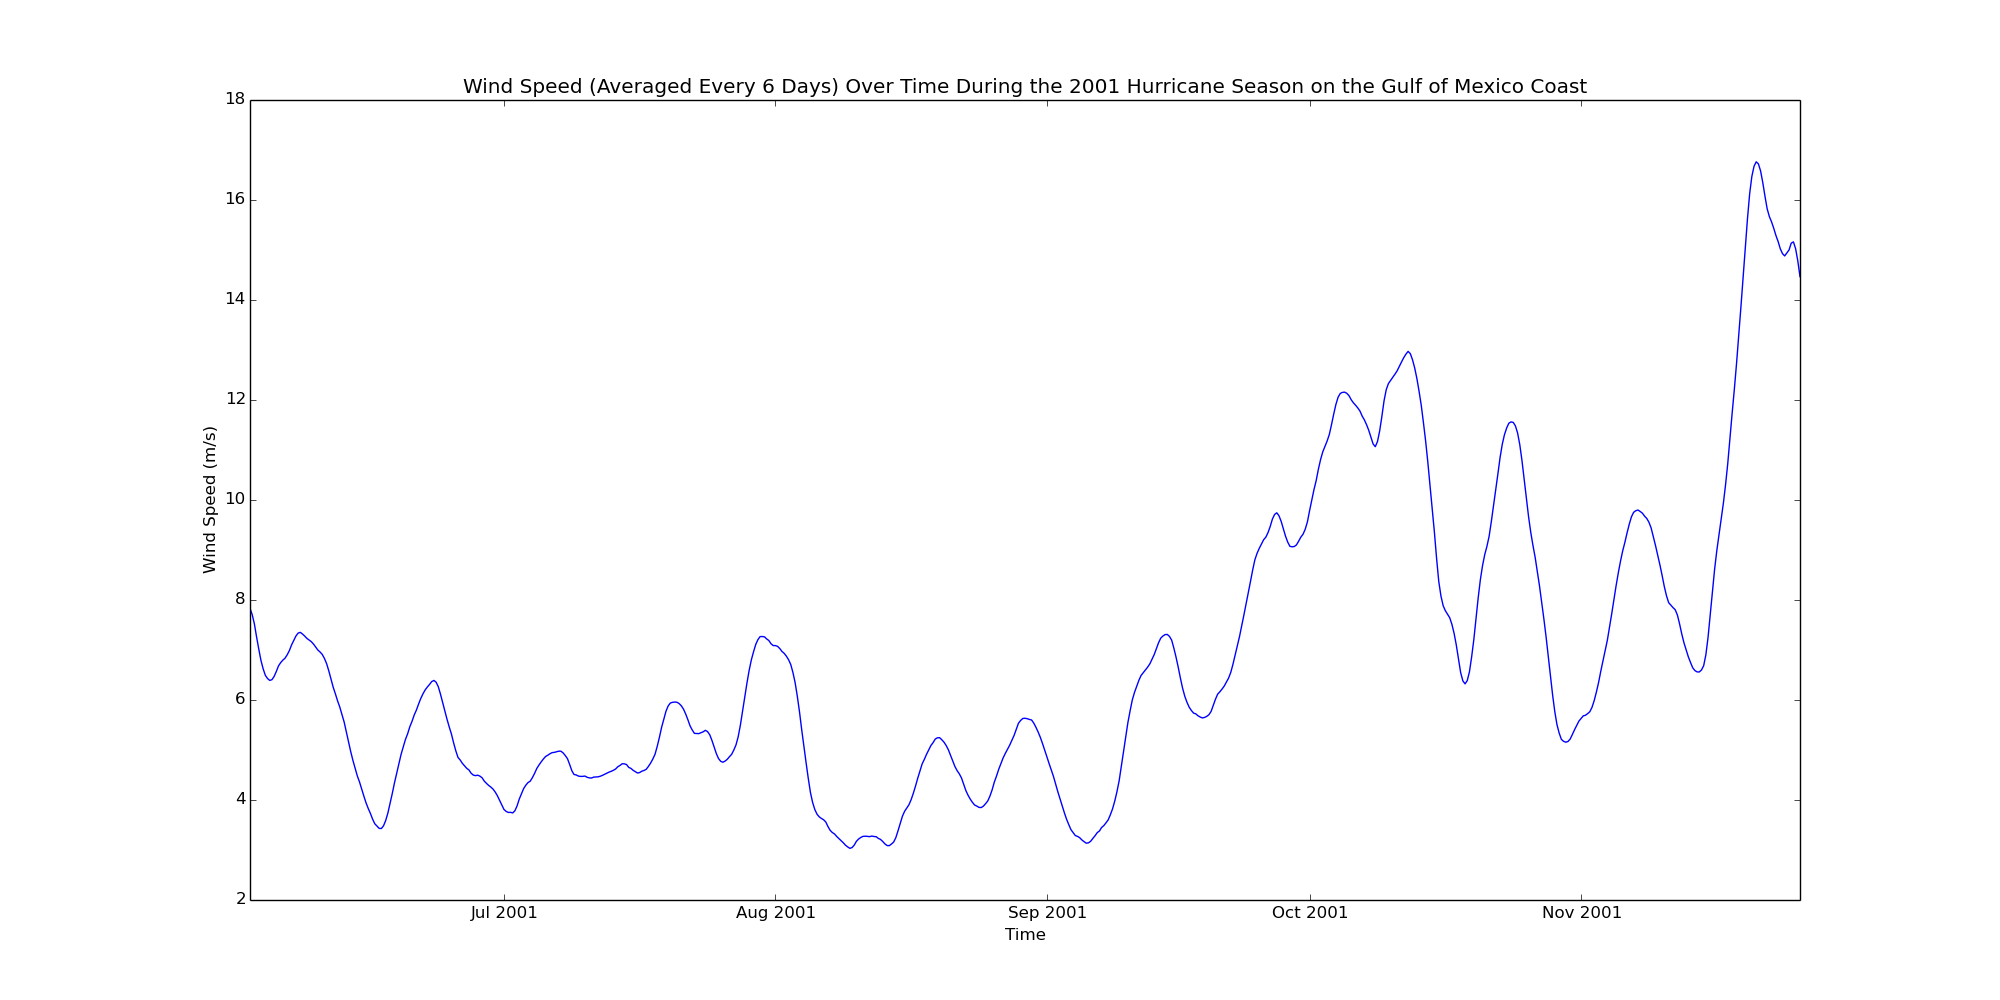 Wind Speed (Averaged Every 6 Days) Over Time During the 2001 Hurricane Season on the Gulf of Mexico Coast
18
16
14
12
10
8
6
4
2
Wind Speed (m/s)
Jul 2001 Aug 2001 Sep 2001 Oct 2001 Nov 2001
Time